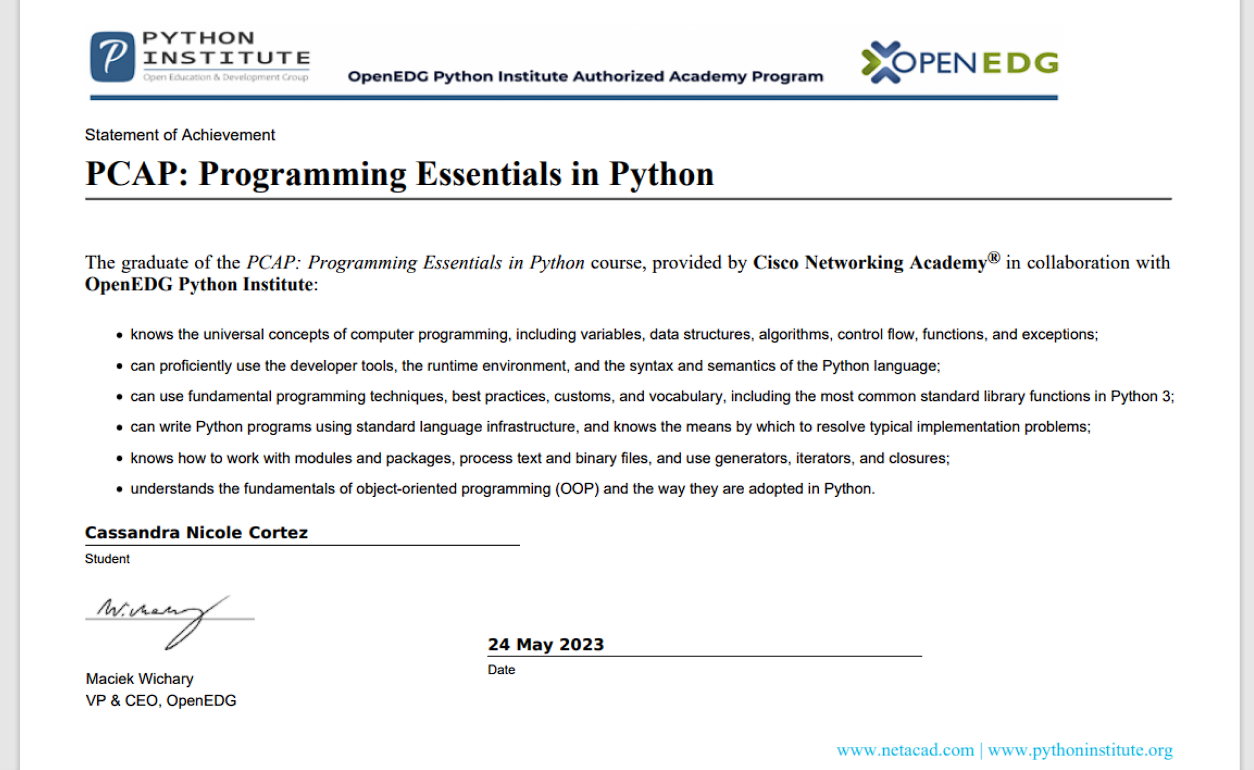 PYTHON
INSTITUTE
Open Education & Development Group
OpenEDG Python Institute Authorized Academy Program
OPENEDG
Statement of Achievement
PCAP: Programming Essentials in Python
The graduate of the PCAP: Programming Essentials in Python course, provided by Cisco Networking Academy® in collaboration with
OpenEDG Python Institute:
• knows the universal concepts of computer programming, including variables, data structures, algorithms, control flow, functions, and exceptions;
• can proficiently use the developer tools, the runtime environment, and the syntax and semantics of the Python language;
• can use fundamental programming techniques, best practices, customs, and vocabulary, including the most common standard library functions in Python 3;
• can write Python programs using standard language infrastructure, and knows the means by which to resolve typical implementation problems;
• knows how to work with modules and packages, process text and binary files, and use generators, iterators, and closures;
• understands the fundamentals of object-oriented programming (OOP) and the way they are adopted in Python.
Cassandra Nicole Cortez
Student
W.Wichary
24 May 2023
Date
Maciek Wichary
VP & CEO, OpenEDG
www.netacad.com | www.pythoninstitute.org